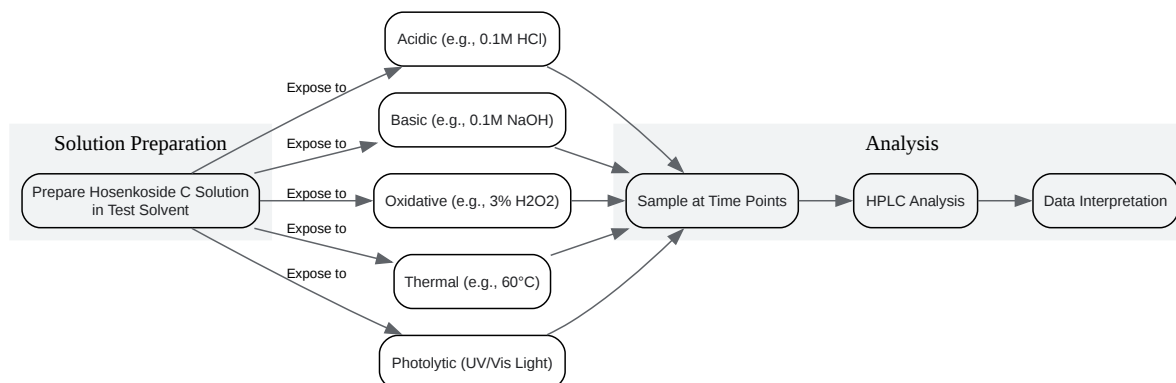 Acidic (e.g., 0.1M HCl)
Expose to
Basic (e.g., 0.1M NaOH)
Solution Preparation
Expose to
Analysis
Prepare Hosenkoside C Solution
in Test Solvent
Expose to
Oxidative (e.g., 3% H2O2)
Sample at Time Points
HPLC Analysis
Data Interpretation
Expose to
Thermal (e.g., 60°C)
Expose to
Photolytic (UV/Vis Light)